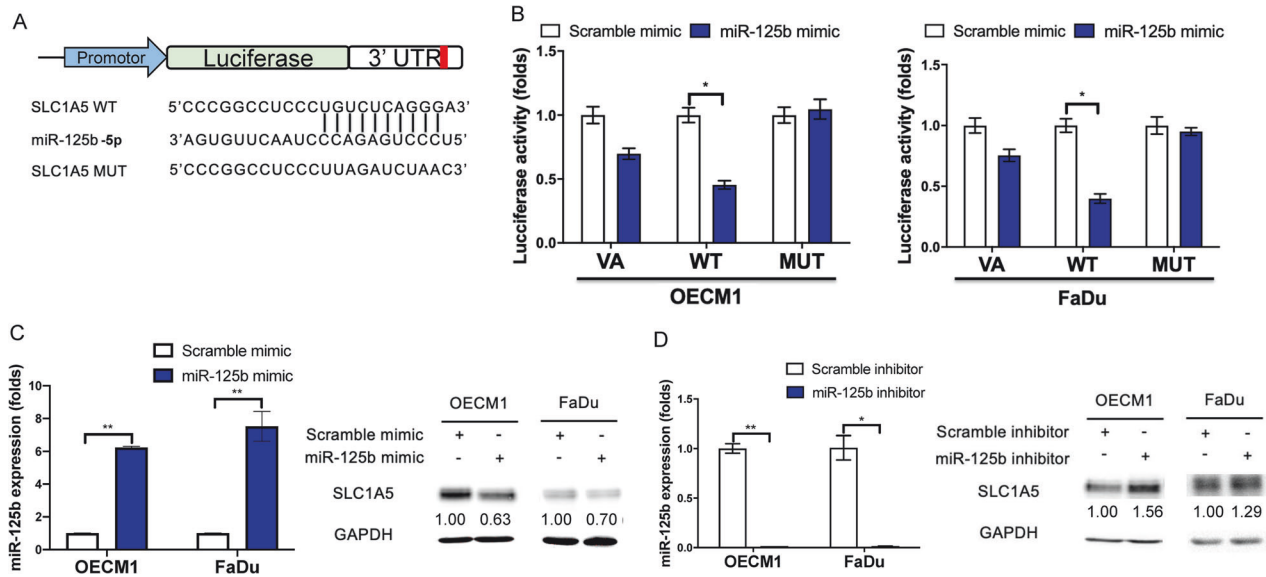 A
Promotor
Luciferase
3' UTR
SLC1A5 WT 5'CCCGGCCUCCCUGUCUCAGGGA3'
miR-125b -5p 3'AGUGUUCAAUCCCAGAGUCCCU5'
SLC1A5 MUT 5'CCCGGCCUCCCUUAGAUCUAAC3'
B
Scramble mimic miR-125b mimic
Lucciferase activity (folds)
1.5
1.0
0.5
0.0
*
VA WT MUT
OECM1
Scramble mimic miR-125b mimic
Lucciferase activity (folds)
1.5
1.0
0.5
0.0
*
VA WT MUT
FaDu
C
Scramble mimic
miR-125b mimic
miR-125b expression (folds)
10
8
6
4
2
0
**
**
OECM1 FaDu
OECM1 FaDu
Scramble mimic + - + -
miR-125b mimic - + - +
SLC1A5
1.00 0.63 1.00 0.70
GAPDH
D
Scramble inhibitor
miR-125b inhibitor
miR-125b expression (folds)
1.5
1.0
0.5
0.0
**
*
OECM1 FaDu
OECM1 FaDu
Scramble inhibitor + - + -
miR-125b inhibitor - + - +
SLC1A5
1.00 1.56 1.00 1.29
GAPDH